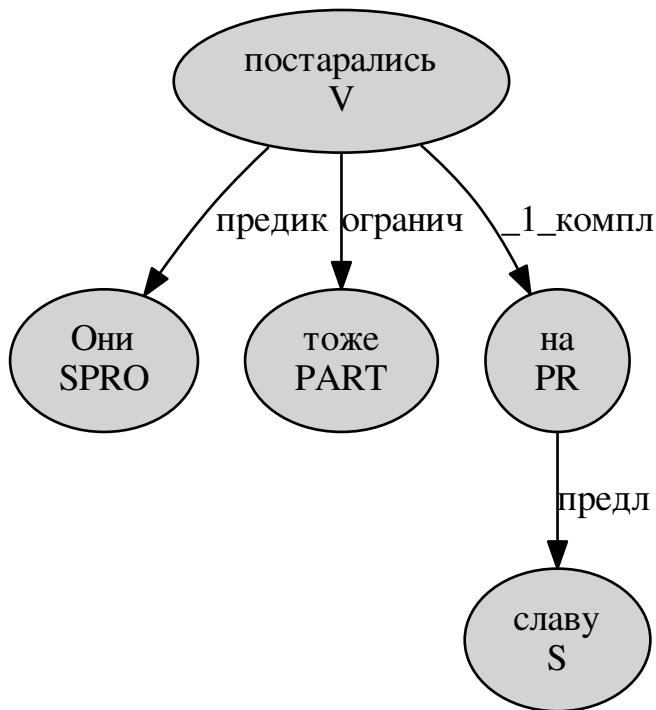 постарались
V
предик
огранич
_1_компл
Они
SPRO
тоже
PART
на
PR
предл
славу
S